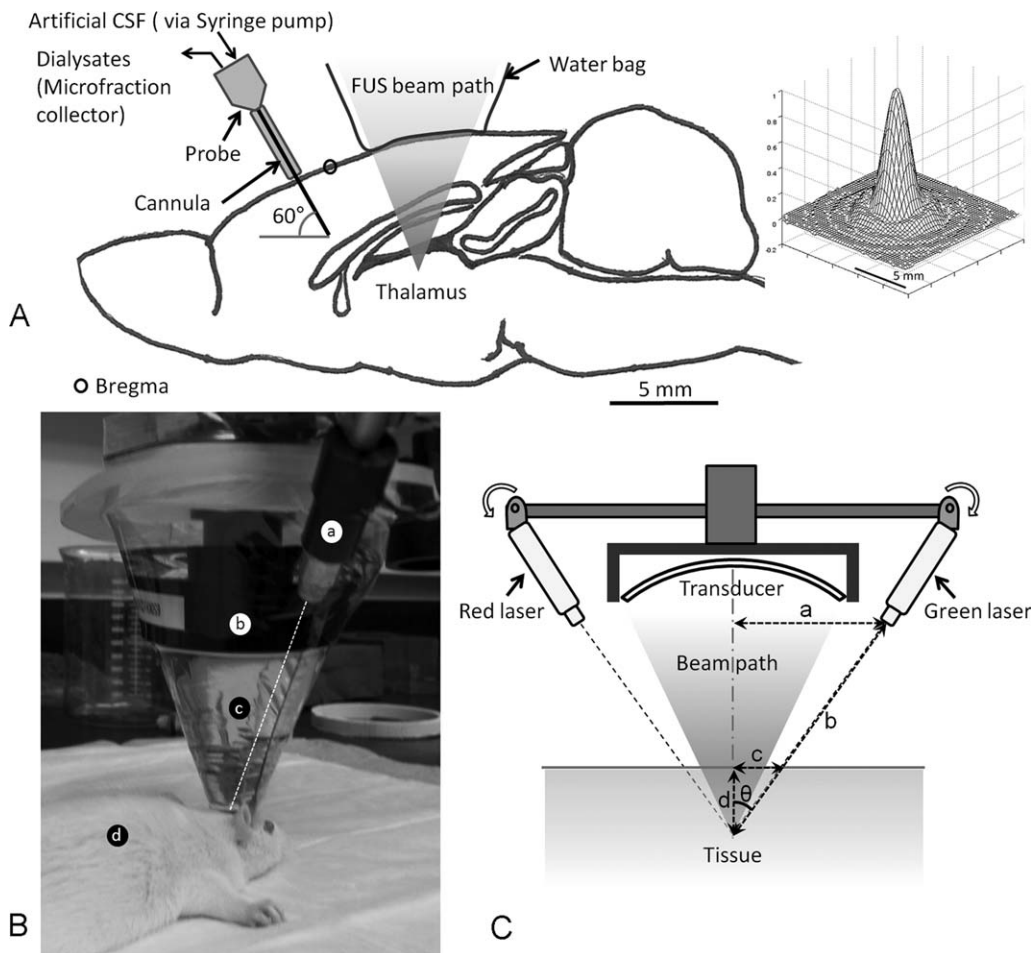 Artificial CSF ( via Syringe pump)
Dialysates
(Microfraction
collector)
Probe
Cannula
60°
FUS beam path
Water bag
Thalamus
A
Bregma
5 mm
1
0.8
0.6
0.4
0.2
0
-0.2
5 mm
a
b
c
d
B
Transducer
Red laser
Green laser
a
Beam path
b
c
d
θ
Tissue
C